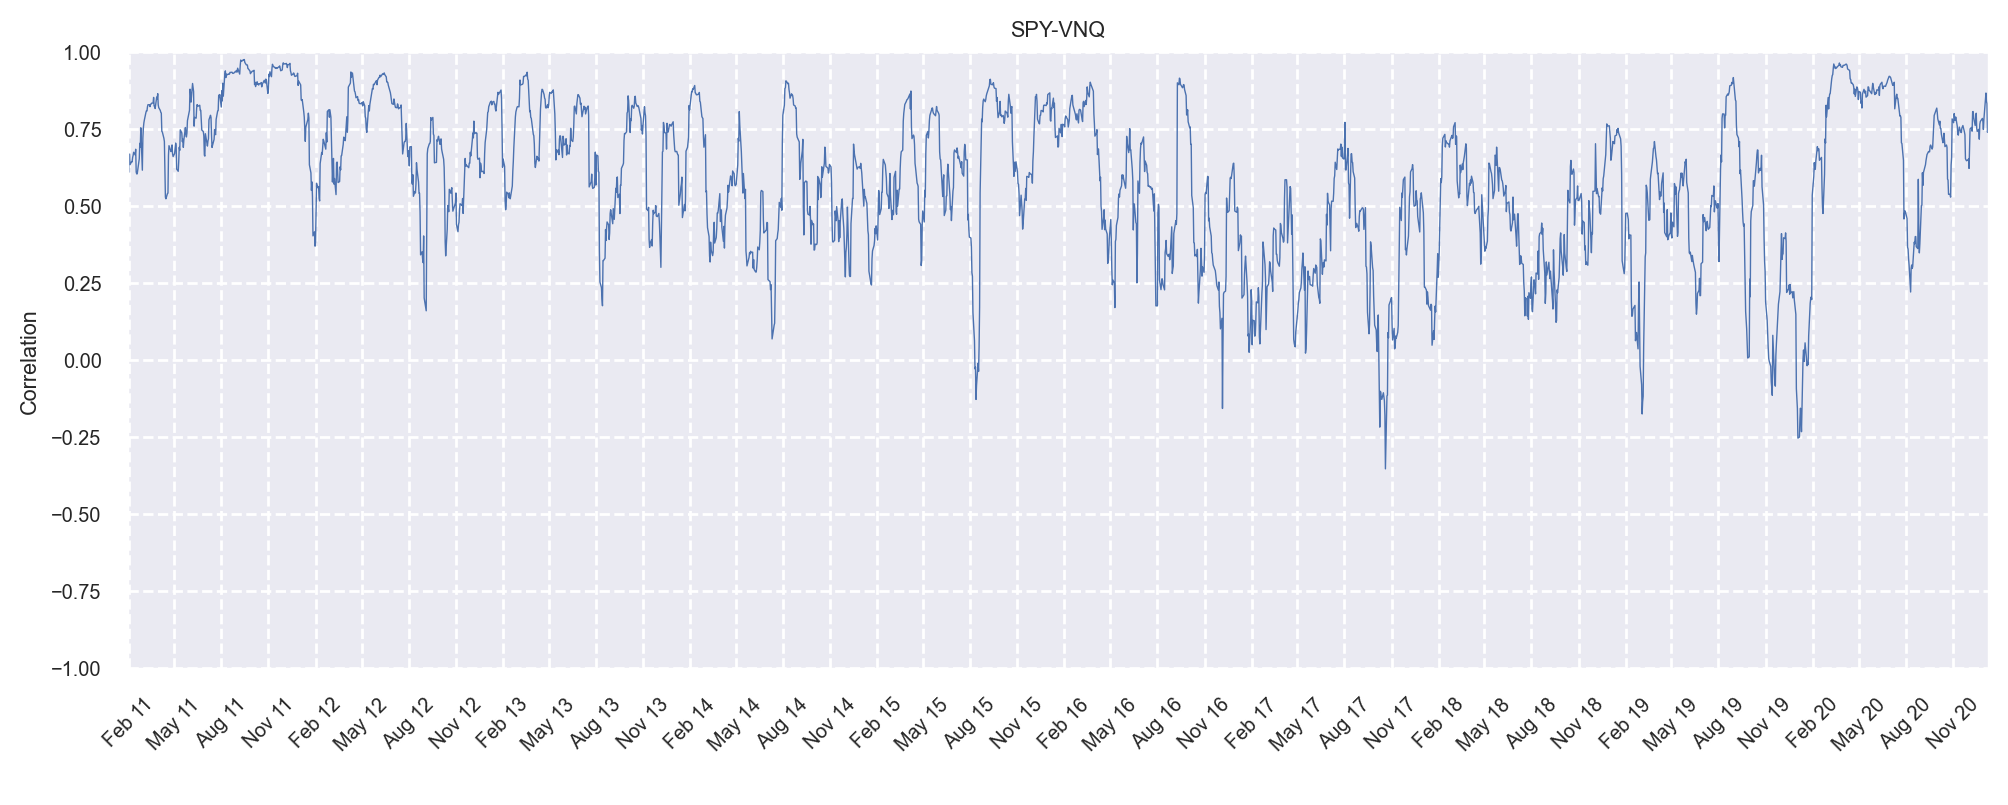 SPY-VNQ
Correlation
1.00
0.75
0.50
0.25
0.00
−0.25
−0.50
−0.75
−1.00
Feb 11
May 11
Aug 11
Nov 11
Feb 12
May 12
Aug 12
Nov 12
Feb 13
May 13
Aug 13
Nov 13
Feb 14
May 14
Aug 14
Nov 14
Feb 15
May 15
Aug 15
Nov 15
Feb 16
May 16
Aug 16
Nov 16
Feb 17
May 17
Aug 17
Nov 17
Feb 18
May 18
Aug 18
Nov 18
Feb 19
May 19
Aug 19
Nov 19
Feb 20
May 20
Aug 20
Nov 20